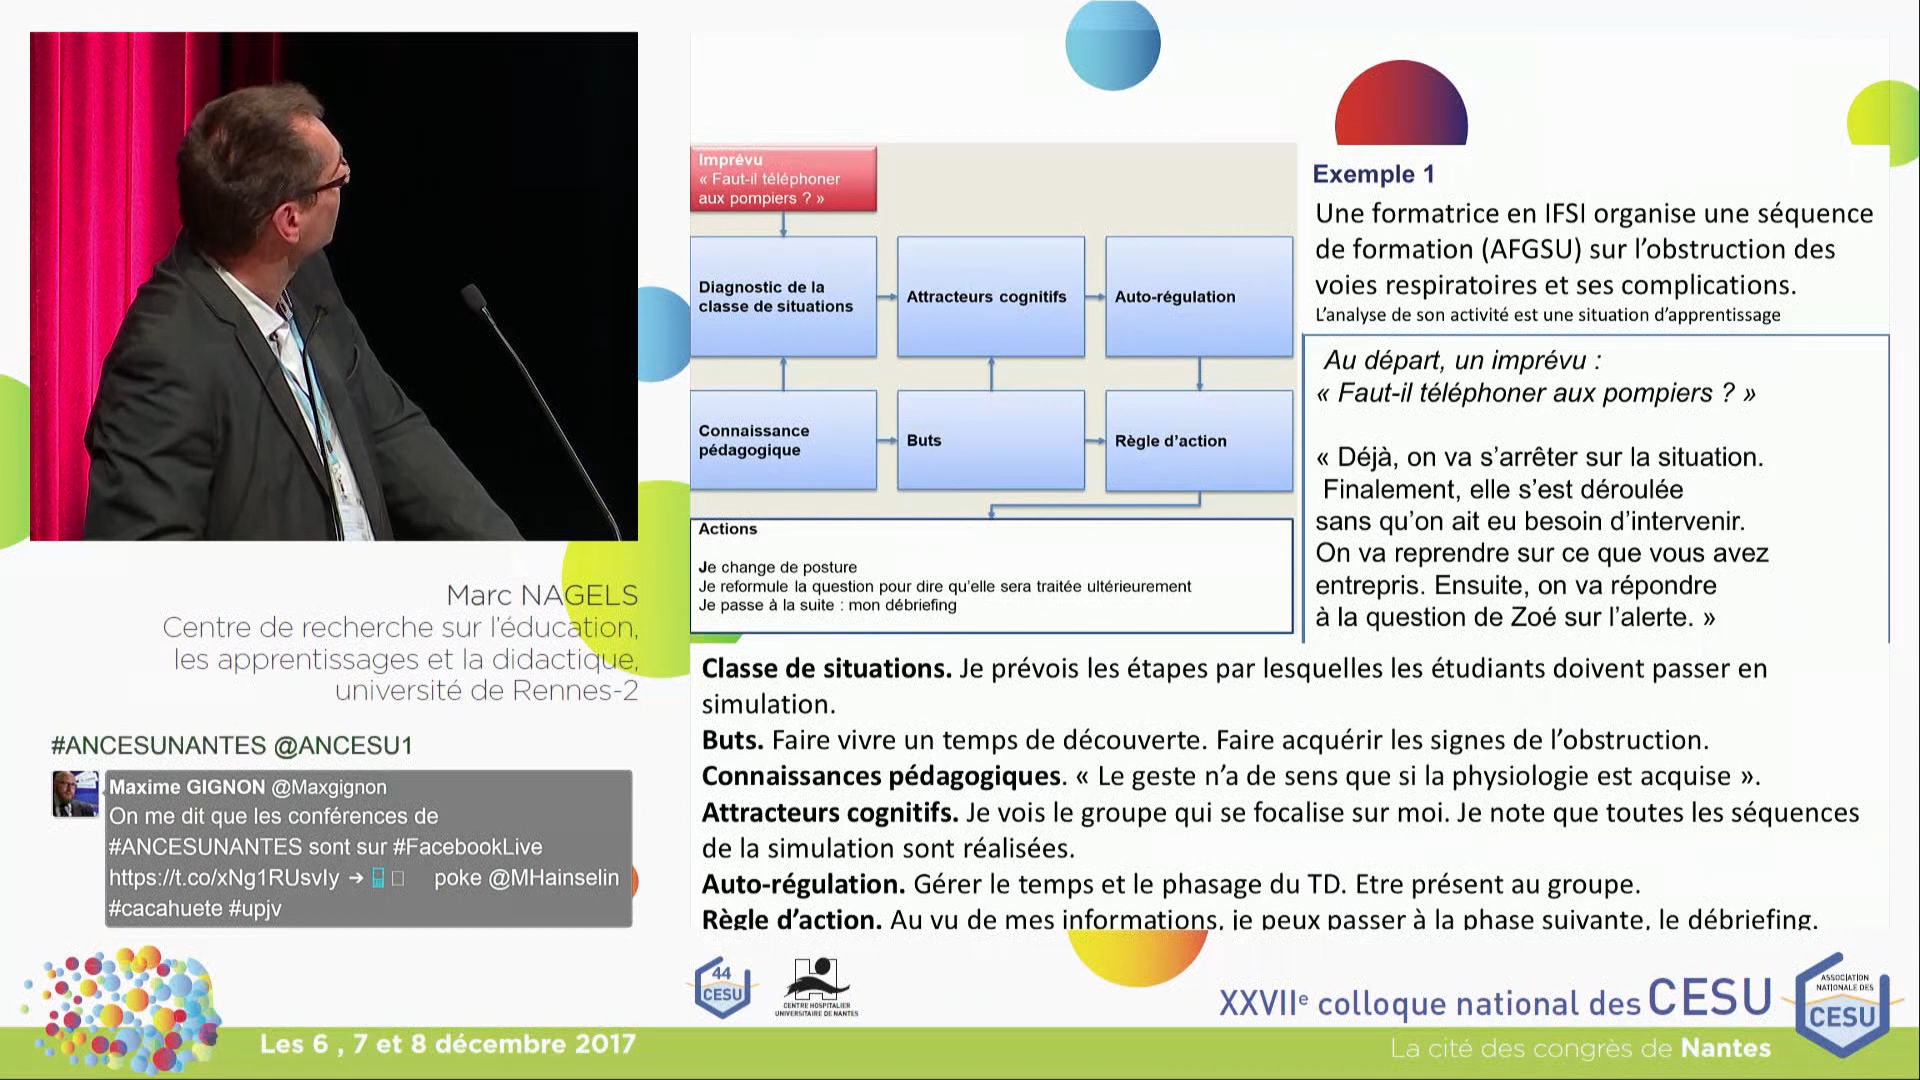 Imprévu
« Faut-il téléphoner
aux pompiers ? »
Diagnostic de la
classe de situations
Attracteurs cognitifs
Auto-régulation
Connaissance
pédagogique
Buts
Règle d’action
Actions
Je change de posture
Je reformule la question pour dire qu’elle sera traitée ultérieurement
Je passe à la suite : mon débriefing
Exemple 1
Une formatrice en IFSI organise une séquence
de formation (AFGSU) sur l’obstruction des
voies respiratoires et ses complications.
L’analyse de son activité est une situation d’apprentissage
Au départ, un imprévu :
« Faut-il téléphoner aux pompiers ? »
« Déjà, on va s’arrêter sur la situation.
Finalement, elle s’est déroulée
sans qu’on ait eu besoin d’intervenir.
On va reprendre sur ce que vous avez
entrepris. Ensuite, on va répondre
à la question de Zoé sur l’alerte. »
Classe de situations. Je prévois les étapes par lesquelles les étudiants doivent passer en
simulation.
Buts. Faire vivre un temps de découverte. Faire acquérir les signes de l’obstruction.
Connaissances pédagogiques. « Le geste n’a de sens que si la physiologie est acquise ».
Attracteurs cognitifs. Je vois le groupe qui se focalise sur moi. Je note que toutes les séquences
de la simulation sont réalisées.
Auto-régulation. Gérer le temps et le phasage du TD. Etre présent au groupe.
Règle d’action. Au vu de mes informations, je peux passer à la phase suivante, le débriefing.
Marc NAGELS
Centre de recherche sur l’éducation,
les apprentissages et la didactique,
université de Rennes-2
#ANCESUNANTES @ANCESU1
Maxime GIGNON @Maxgignon
On me dit que les conférences de
#ANCESUNANTES sont sur #FacebookLive
https://t.co/xNg1RUsvIy → poke @MHainselin
#cacahuete #upjv
Les 6 , 7 et 8 décembre 2017
44
CESU
CENTRE HOSPITALIER
UNIVERSITAIRE DE NANTES
XXVIIe colloque national des CESU
La cité des congrès de Nantes
ASSOCIATION
NATIONALE DES
CESU